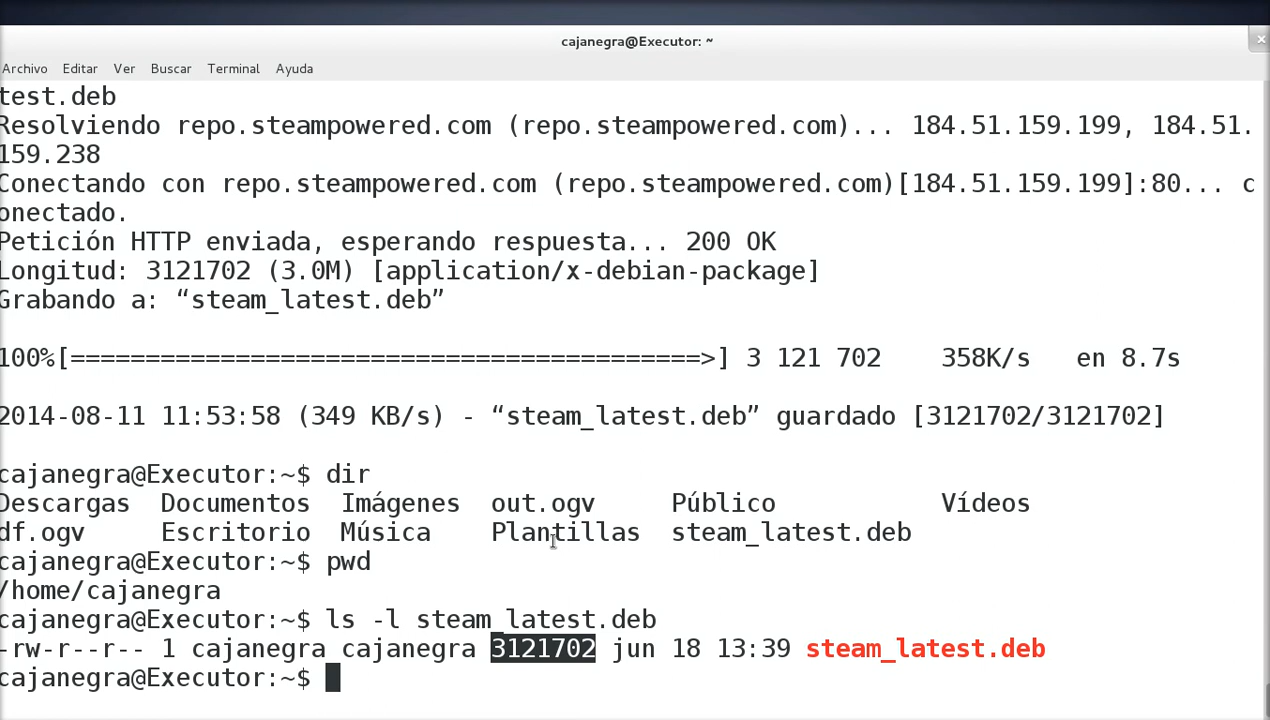 cajanegra@Executor: ~
Archivo Editar Ver Buscar Terminal Ayuda
test.deb
Resolviendo repo.steampowered.com (repo.steampowered.com)... 184.51.159.199, 184.51.
159.238
Conectando con repo.steampowered.com (repo.steampowered.com)[184.51.159.199]:80... c
onectado.
Petición HTTP enviada, esperando respuesta... 200 OK
Longitud: 3121702 (3.0M) [application/x-debian-package]
Grabando a: “steam_latest.deb”
100%[==========================================>] 3 121 702 358K/s en 8.7s
2014-08-11 11:53:58 (349 KB/s) - “steam_latest.deb” guardado [3121702/3121702]
cajanegra@Executor:~$ dir
Descargas Documentos Imágenes out.ogv Público Vídeos
df.ogv Escritorio Música Plantillas steam_latest.deb
cajanegra@Executor:~$ pwd
/home/cajanegra
cajanegra@Executor:~$ ls -l steam_latest.deb
-rw-r--r-- 1 cajanegra cajanegra 3121702 jun 18 13:39 steam_latest.deb
cajanegra@Executor:~$